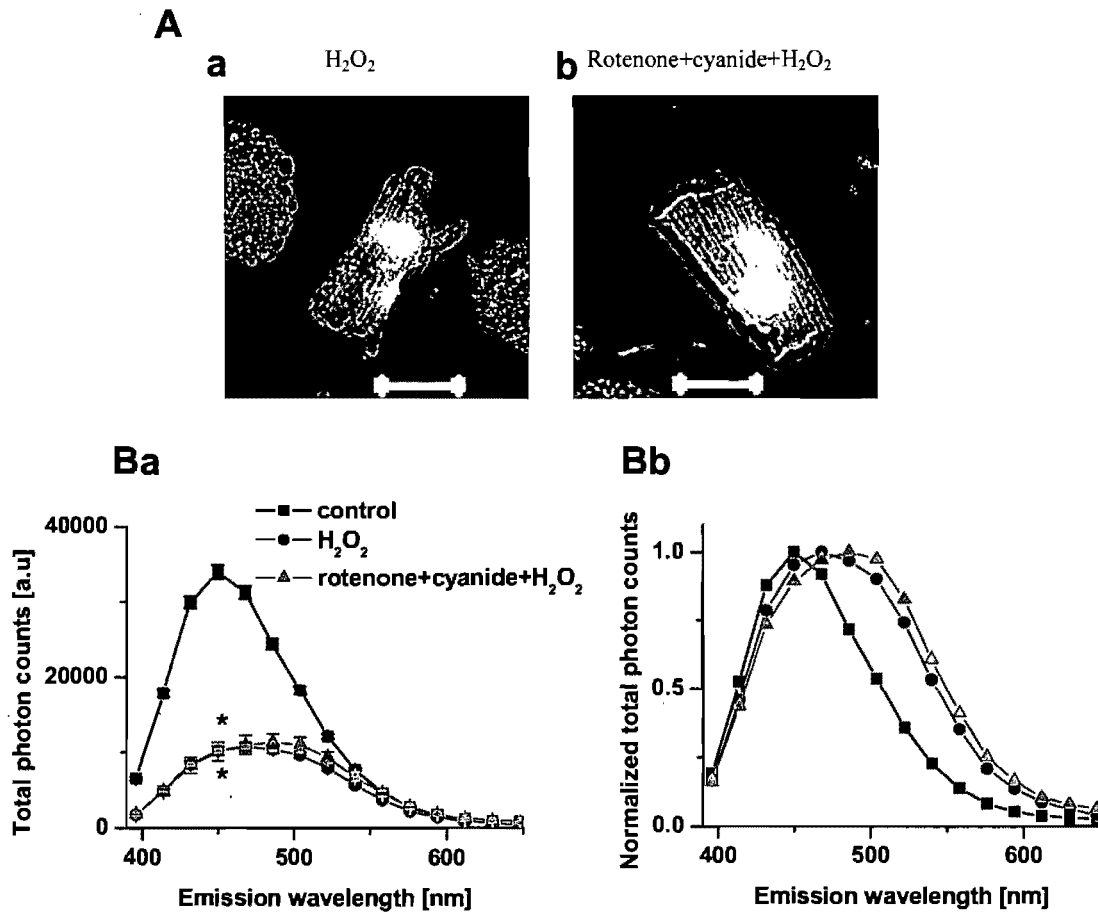 A
a H₂O₂
b Rotenone+cyanide+H₂O₂
Ba
control
H₂O₂
rotenone+cyanide+H₂O₂
Total photon counts [a.u]
40000
20000
0
*
*
400 500 600
Emission wavelength [nm]
Bb
Normalized total photon counts
1.0
0.5
0.0
400 500 600
Emission wavelength [nm]